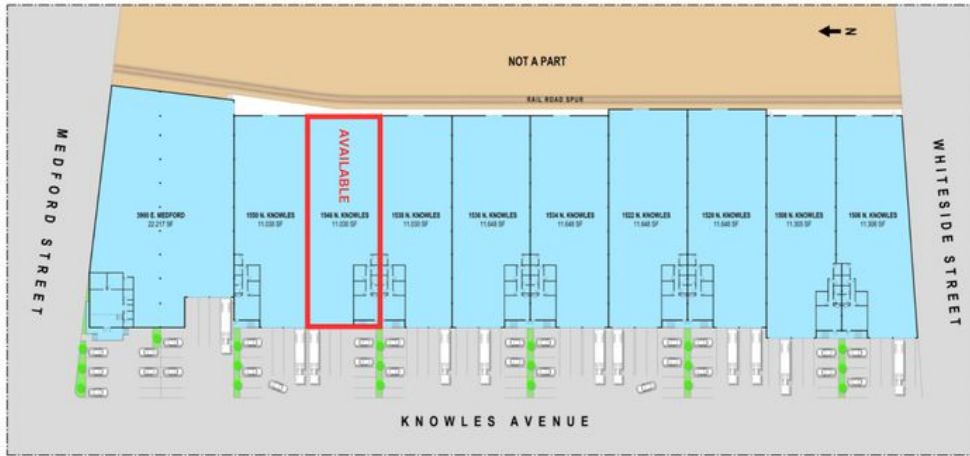 N
NOT A PART
RAIL ROAD SPUR
MEDFORD STREET
WHITESIDE STREET
AVAILABLE
3960 E. MEDFORD
22,217 SF
1550 N. KNOWLES
11,030 SF
1546 N. KNOWLES
11,030 SF
1538 N. KNOWLES
11,030 SF
1536 N. KNOWLES
11,648 SF
1534 N. KNOWLES
11,648 SF
1522 N. KNOWLES
11,648 SF
1520 N. KNOWLES
11,648 SF
1508 N. KNOWLES
11,305 SF
1506 N. KNOWLES
11,306 SF
KNOWLES AVENUE